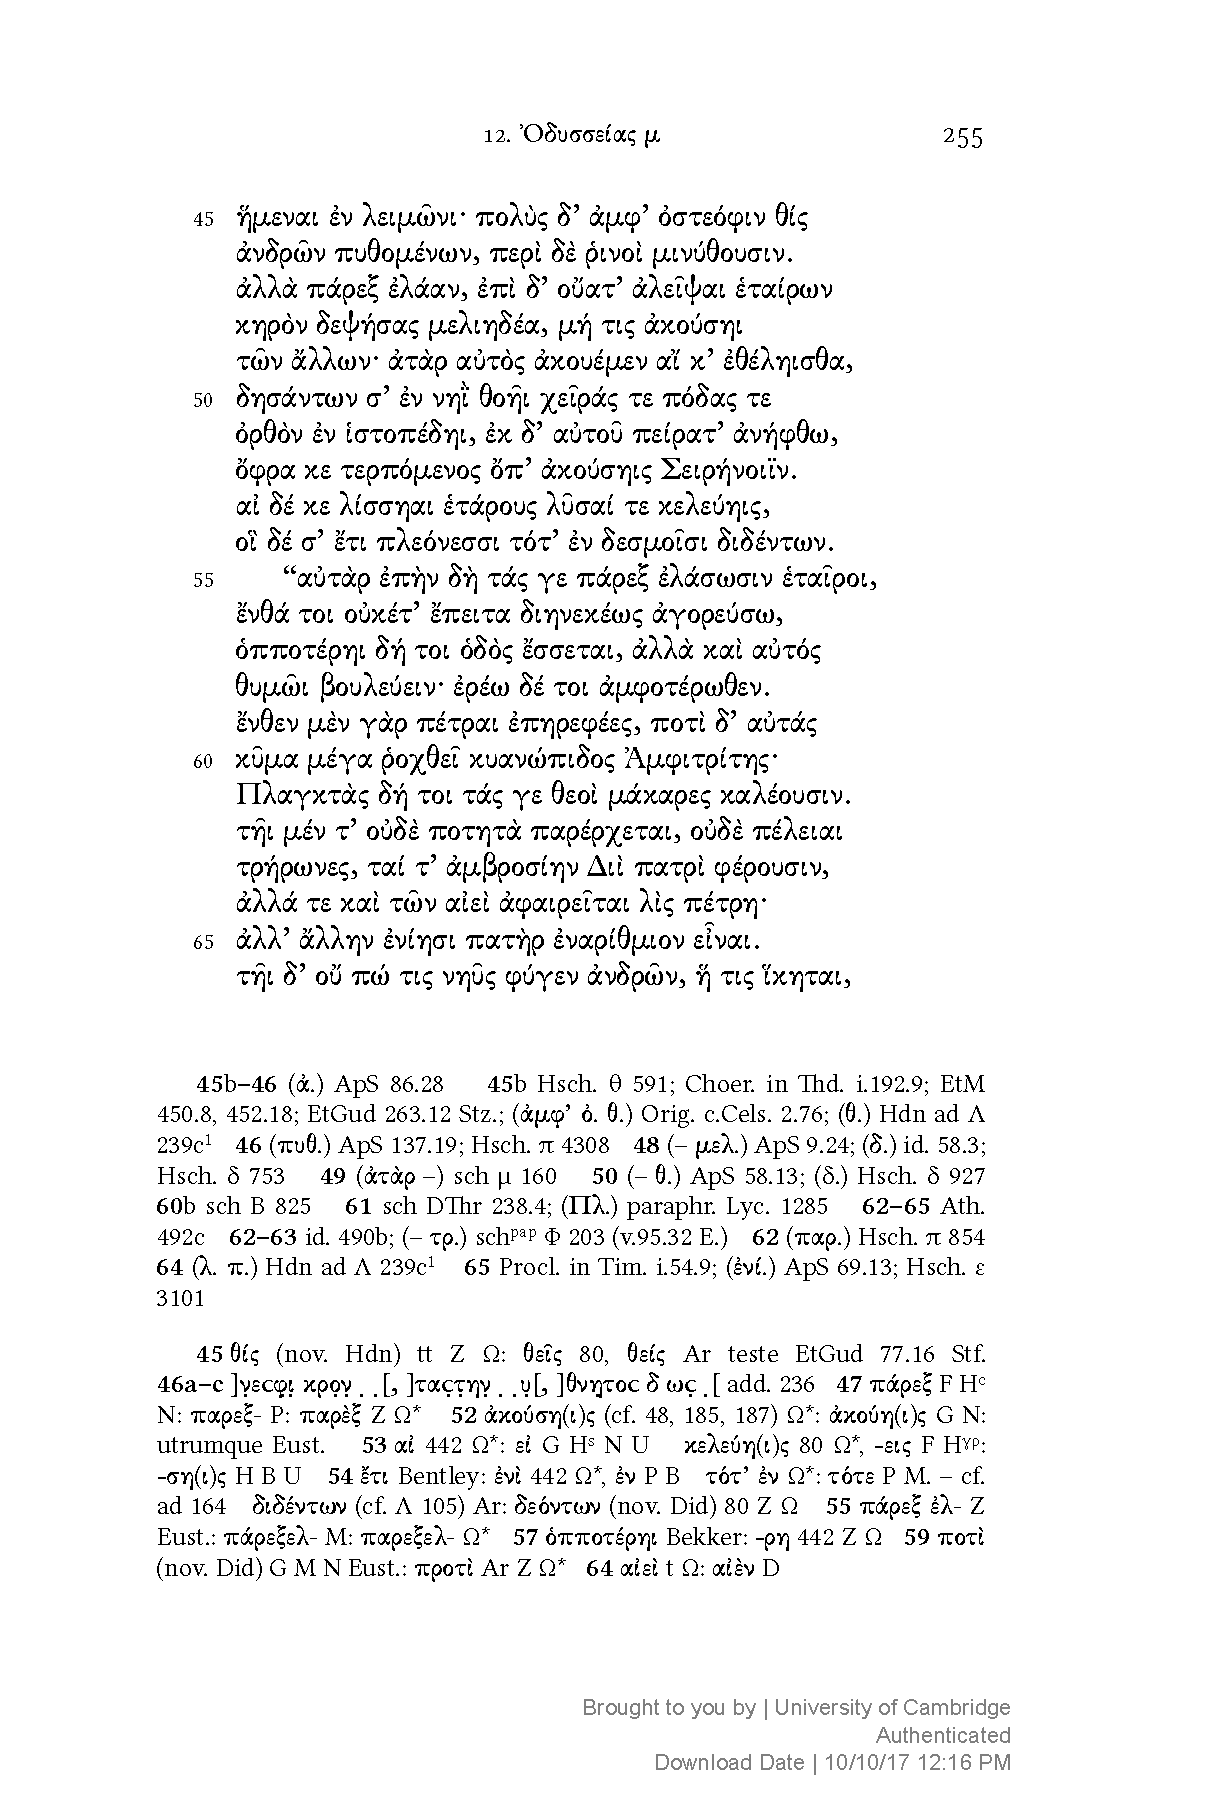 12. Ὀδυσσείας μ 255
45 ἥμεναι ἐν λειμῶνι· πολὺς δ’ ἀμφ’ ὀστεόφιν θίς
ἀνδρῶν πυθομένων, περὶ δὲ ῥινοὶ μινύθουσιν.
ἀλλὰ πάρεξ ἐλάαν, ἐπὶ δ’ οὔατ’ ἀλεῖψαι ἑταίρων
κηρὸν δεψήσας μελιηδέα, μή τις ἀκούσηι
τῶν ἄλλων· ἀτὰρ αὐτὸς ἀκουέμεν αἴ κ’ ἐθέληισθα,
50 δησάντων σ’ ἐν νηῒ θοῆι χεῖράς τε πόδας τε
ὀρθὸν ἐν ἱστοπέδηι, ἐκ δ’ αὐτοῦ πείρατ’ ἀνήφθω,
ὄφρα κε τερπόμενος ὄπ’ ἀκούσηις Σειρήνοιϊν.
αἰ δέ κε λίσσηαι ἑτάρους λῦσαί τε κελεύηις,
οἳ δέ σ’ ἔτι πλεόνεσσι τότ’ ἐν δεσμοῖσι διδέντων.
55 “αὐτὰρ ἐπὴν δὴ τάς γε πάρεξ ἐλάσωσιν ἑταῖροι,
ἔνθά τοι οὐκέτ’ ἔπειτα διηνεκέως ἀγορεύσω,
ὁπποτέρηι δή τοι ὁδὸς ἔσσεται, ἀλλὰ καὶ αὐτός
θυμῶι βουλεύειν· ἐρέω δέ τοι ἀμφοτέρωθεν.
ἔνθεν μὲν γὰρ πέτραι ἐπηρεφέες, ποτὶ δ’ αὐτάς
60 κῦμα μέγα ῥοχθεῖ κυανώπιδος Ἀμφιτρίτης·
Πλαγκτὰς δή τοι τάς γε θεοὶ μάκαρες καλέουσιν.
τῆι μέν τ’ οὐδὲ ποτητὰ παρέρχεται, οὐδὲ πέλειαι
τρήρωνες, ταί τ’ ἀμβροσίην Διὶ πατρὶ φέρουσιν,
ἀλλά τε καὶ τῶν αἰεὶ ἀφαιρεῖται λὶς πέτρη·
65 ἀλλ’ ἄλλην ἐνίησι πατὴρ ἐναρίθμιον εἶναι.
τῆι δ’ οὔ πώ τις νηῦς φύγεν ἀνδρῶν, ἥ τις ἵκηται,
45b–46 (ἀ.) ApS 86.28 45b Hsch. θ 591; Choer. in Thd. i.192.9; EtM
450.8, 452.18; EtGud 263.12 Stz.; (ἀμφ’ ὀ. θ.) Orig. c.Cels. 2.76; (θ.) Hdn ad Λ
239c¹ 46 (πυθ.) ApS 137.19; Hsch. π 4308 48 (– μελ.) ApS 9.24; (δ.) id. 58.3;
Hsch. δ 753 49 (ἀτὰρ –) sch μ 160 50 (– θ.) ApS 58.13; (δ.) Hsch. δ 927
60b sch B 825 61 sch DThr 238.4; (Πλ.) paraphr. Lyc. 1285 62–65 Ath.
492c 62–63 id. 490b; (– τρ.) schᵖᵃᵖ Φ 203 (v.95.32 E.) 62 (παρ.) Hsch. π 854
64 (λ. π.) Hdn ad Λ 239c¹ 65 Procl. in Tim. i.54.9; (ἐνί.) ApS 69.13; Hsch. ε
3101
45 θίς (nov. Hdn) tt Z Ω: θεῖς 80, θείς Ar teste EtGud 77.16 Stf.
46a–c ]ν̣εϲφ̣ι̣ κρο̣ν̣ ̣ ̣[, ]ταϲτ̣ην̣ ̣ ̣υ̣[, ]θνητ̣οϲ δ ωϲ̣ ̣[ add. 236 47 πάρεξ F Hᶜ
N: παρεξ- P: παρὲξ Z Ω* 52 ἀκούση(ι)ς (cf. 48, 185, 187) Ω*: ἀκούη(ι)ς G N:
utrumque Eust. 53 αἰ 442 Ω*: εἰ G Hˢ N U κελεύη(ι)ς 80 Ω*, -εις F Hᵞᵖ:
-ση(ι)ς H B U 54 ἔτι Bentley: ἐνὶ 442 Ω*, ἐν P B τότ’ ἐν Ω*: τότε P M. – cf.
ad 164 διδέντων (cf. Λ 105) Ar: δεόντων (nov. Did) 80 Z Ω 55 πάρεξ ἐλ- Z
Eust.: πάρεξελ- M: παρεξελ- Ω* 57 ὁπποτέρηι Bekker: -ρη 442 Z Ω 59 ποτὶ
(nov. Did) G M N Eust.: προτὶ Ar Z Ω* 64 αἰεὶ t Ω: αἰὲν D
Brought to you by | University of Cambridge
Authenticated
Download Date | 10/10/17 12:16 PM